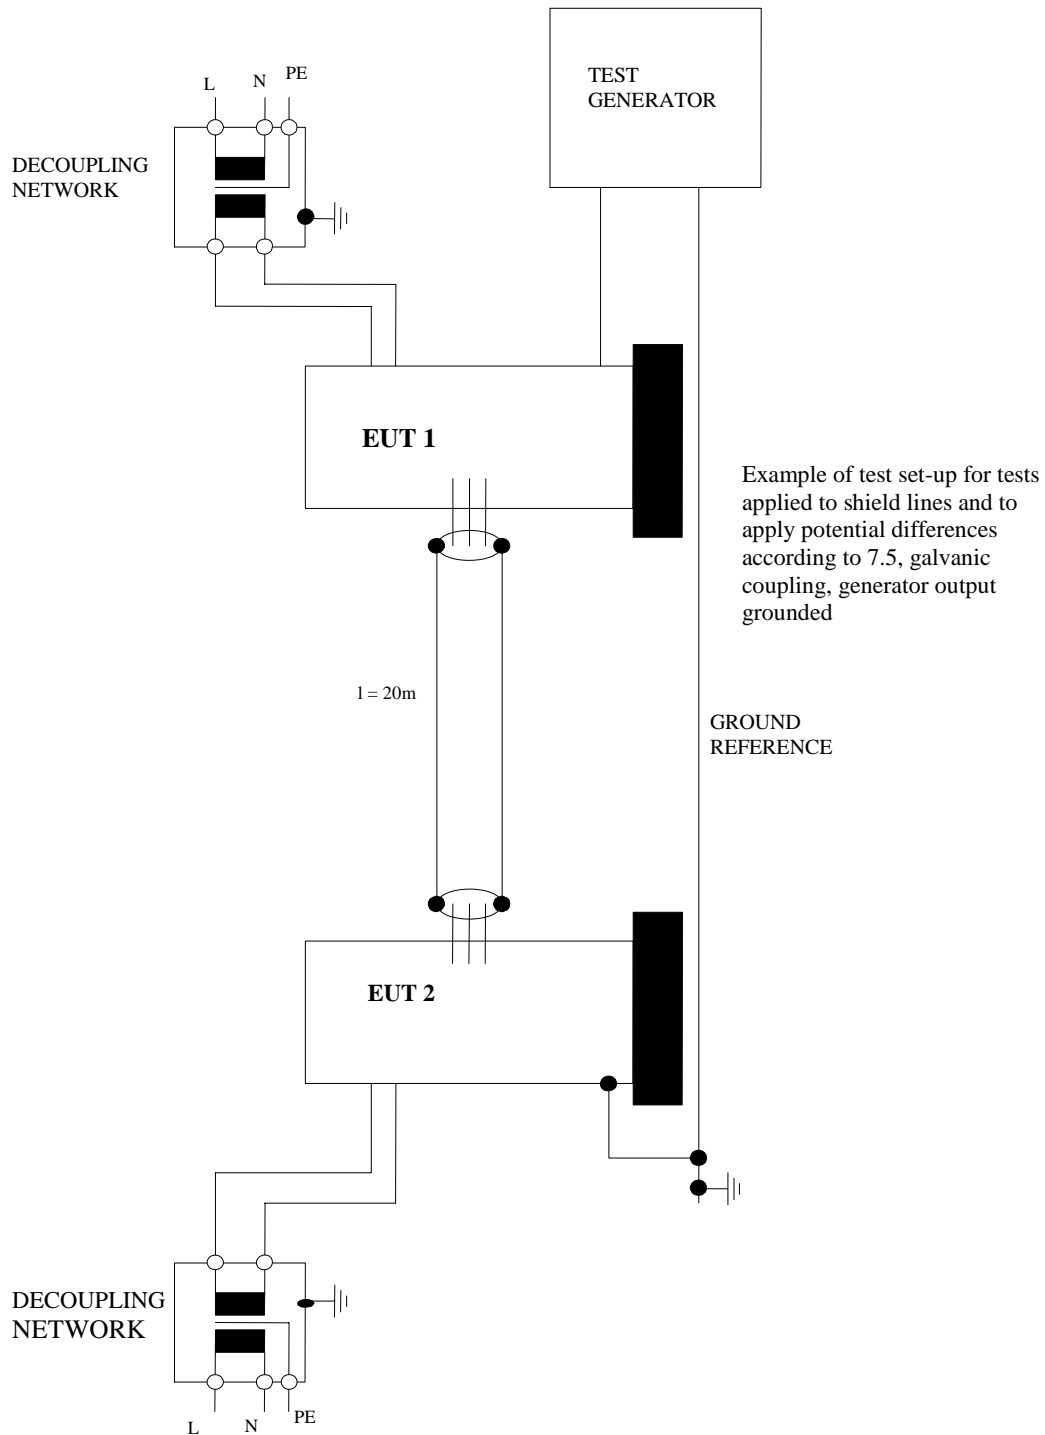 TEST
GENERATOR
L
N
PE
DECOUPLING
NETWORK
EUT 1
Example of test set-up for tests
applied to shield lines and to
apply potential differences
according to 7.5, galvanic
coupling, generator output
grounded
l = 20m
GROUND
REFERENCE
EUT 2
DECOUPLING
NETWORK
L
N
PE